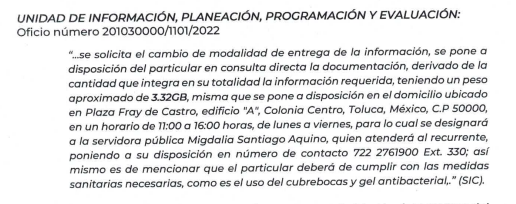 UNIDAD DE INFORMACIÓN, PLANEACIÓN, PROGRAMACIÓN Y EVALUACIÓN:
Oficio número 201030000/1101/2022
"...se solicita el cambio de modalidad de entrega de la información, se pone a
disposición del particular en consulta directa la documentación, derivado de la
cantidad que integra en su totalidad la información requerida, teniendo un peso
aproximado de 3.32GB, misma que se pone a disposición en el domicilio ubicado
en Plaza Fray de Castro, edificio "A", Colonia Centro, Toluca, México, C.P 50000,
en un horario de 11:00 a 16:00 horas, de lunes a viernes, para lo cual se designará
a la servidora pública Migdalia Santiago Aquino, quien atenderá al recurrente,
poniendo a su disposición en número de contacto 722 2761900 Ext. 330; así
mismo es de mencionar que el particular deberá de cumplir con las medidas
sanitarias necesarias, como es el uso del cubrebocas y gel antibacterial,." (SIC).